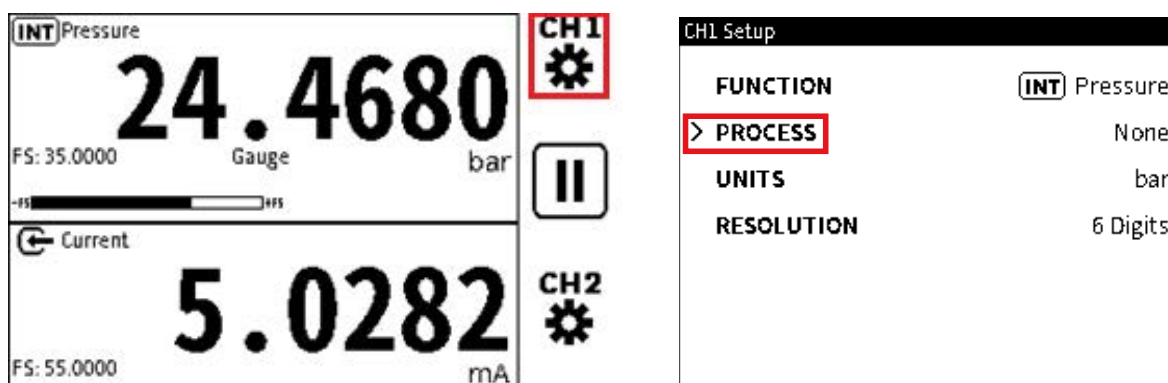 INT Pressure
CH1
24.4680
FS: 35.0000 Gauge bar
-FS +FS
Current
CH2
5.0282
FS: 55.0000 mA
CH1 Setup
FUNCTION INT Pressure
> PROCESS None
UNITS bar
RESOLUTION 6 Digits